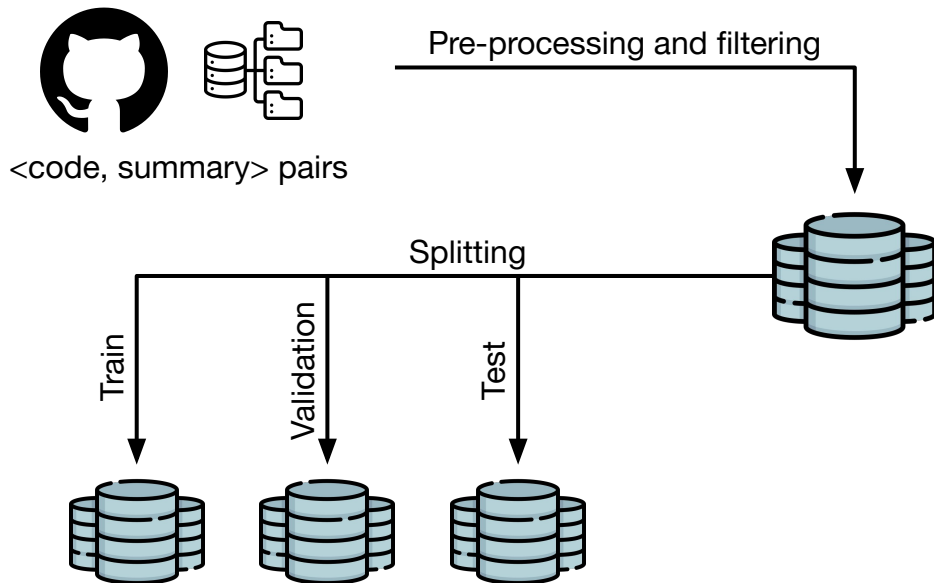 Pre-processing and filtering
<code, summary> pairs
Splitting
Train
Validation
Test